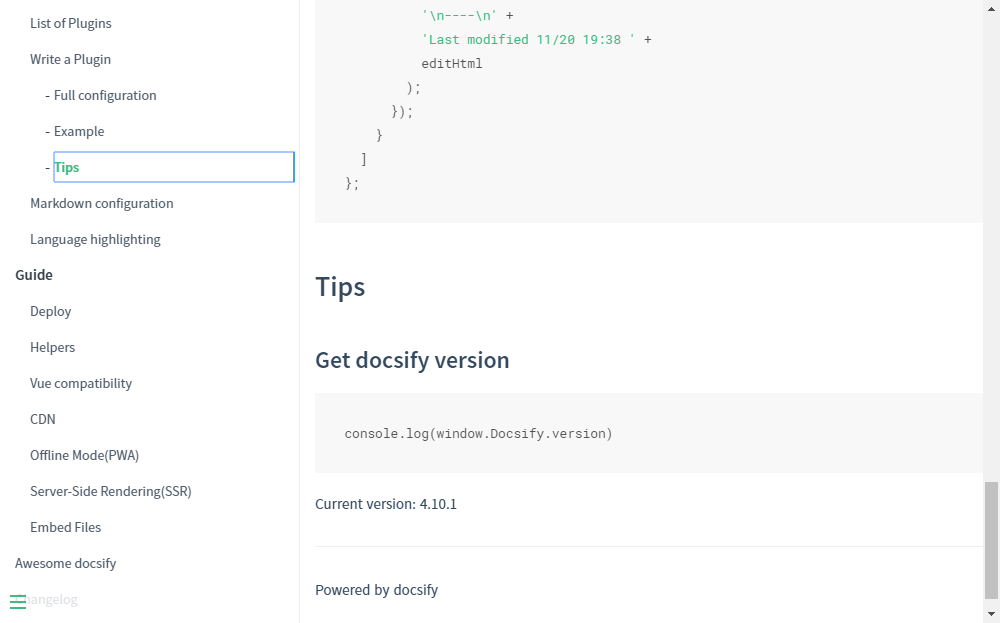 List of Plugins
Write a Plugin
- Full configuration
- Example
- Tips
Markdown configuration
Language highlighting
Guide
Deploy
Helpers
Vue compatibility
CDN
Offline Mode(PWA)
Server-Side Rendering(SSR)
Embed Files
Awesome docsify
Changelog
'\n----\n' +
'Last modified 11/20 19:38 ' +
editHtml
);
});
}
]
};
Tips
Get docsify version
console.log(window.Docsify.version)
Current version: 4.10.1
Powered by docsify